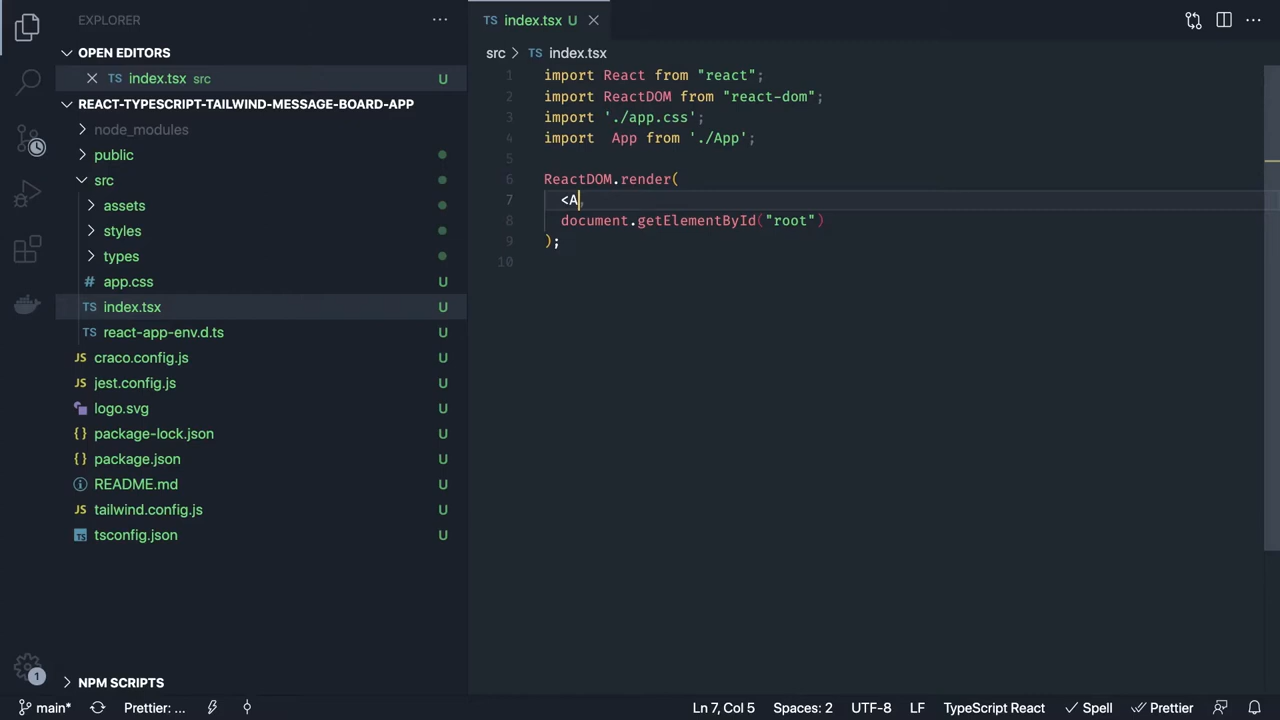 EXPLORER
OPEN EDITORS
TS index.tsx src U
REACT-TYPESCRIPT-TAILWIND-MESSAGE-BOARD-APP
node_modules
public
src
assets
styles
types
# app.css U
TS index.tsx U
TS react-app-env.d.ts U
JS craco.config.js U
JS jest.config.js U
logo.svg U
{} package-lock.json U
{} package.json U
README.md U
JS tailwind.config.js U
TS tsconfig.json U
1
NPM SCRIPTS
TS index.tsx U
src > TS index.tsx
1 import React from "react";
2 import ReactDOM from "react-dom";
3 import './app.css';
4 import  App from './App';
5
6 ReactDOM.render(
7 <A,
8 document.getElementById("root")
9 );
10
main* Prettier: ... Ln 7, Col 5 Spaces: 2 UTF-8 LF TypeScript React Spell Prettier